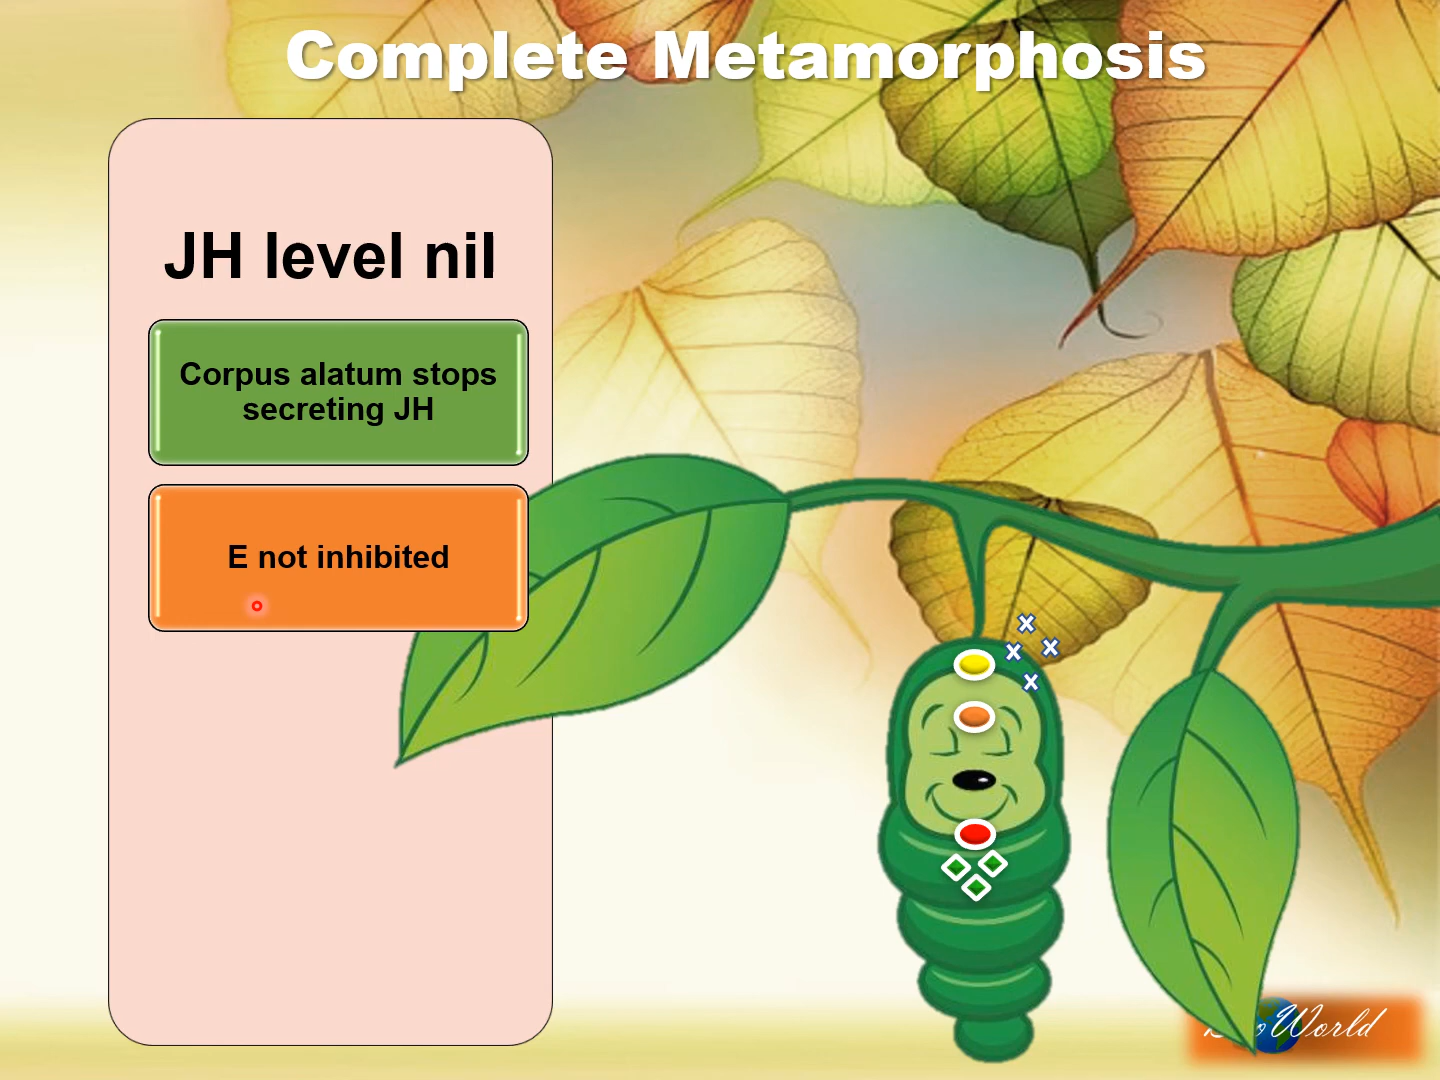 Complete Metamorphosis
JH level nil
Corpus alatum stops
secreting JH
E not inhibited
World